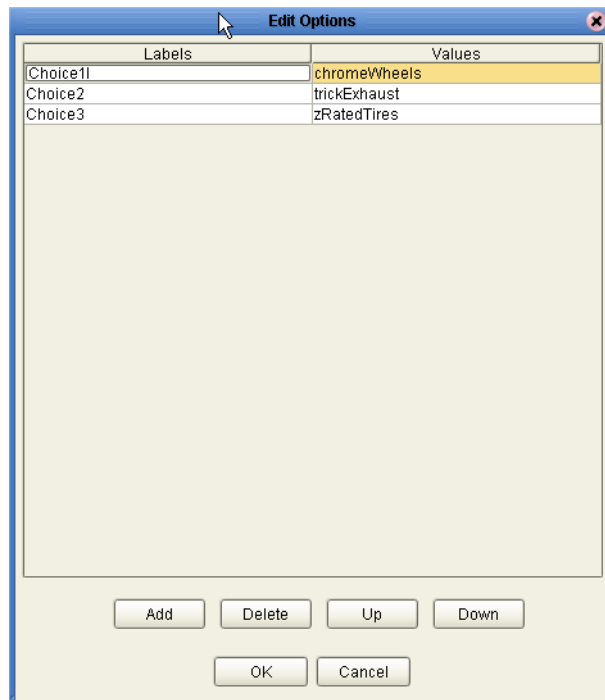 Edit Options
Labels Values
Choice1l chromeWheels
Choice2 trickExhaust
Choice3 zRatedTires
Add Delete Up Down
OK Cancel